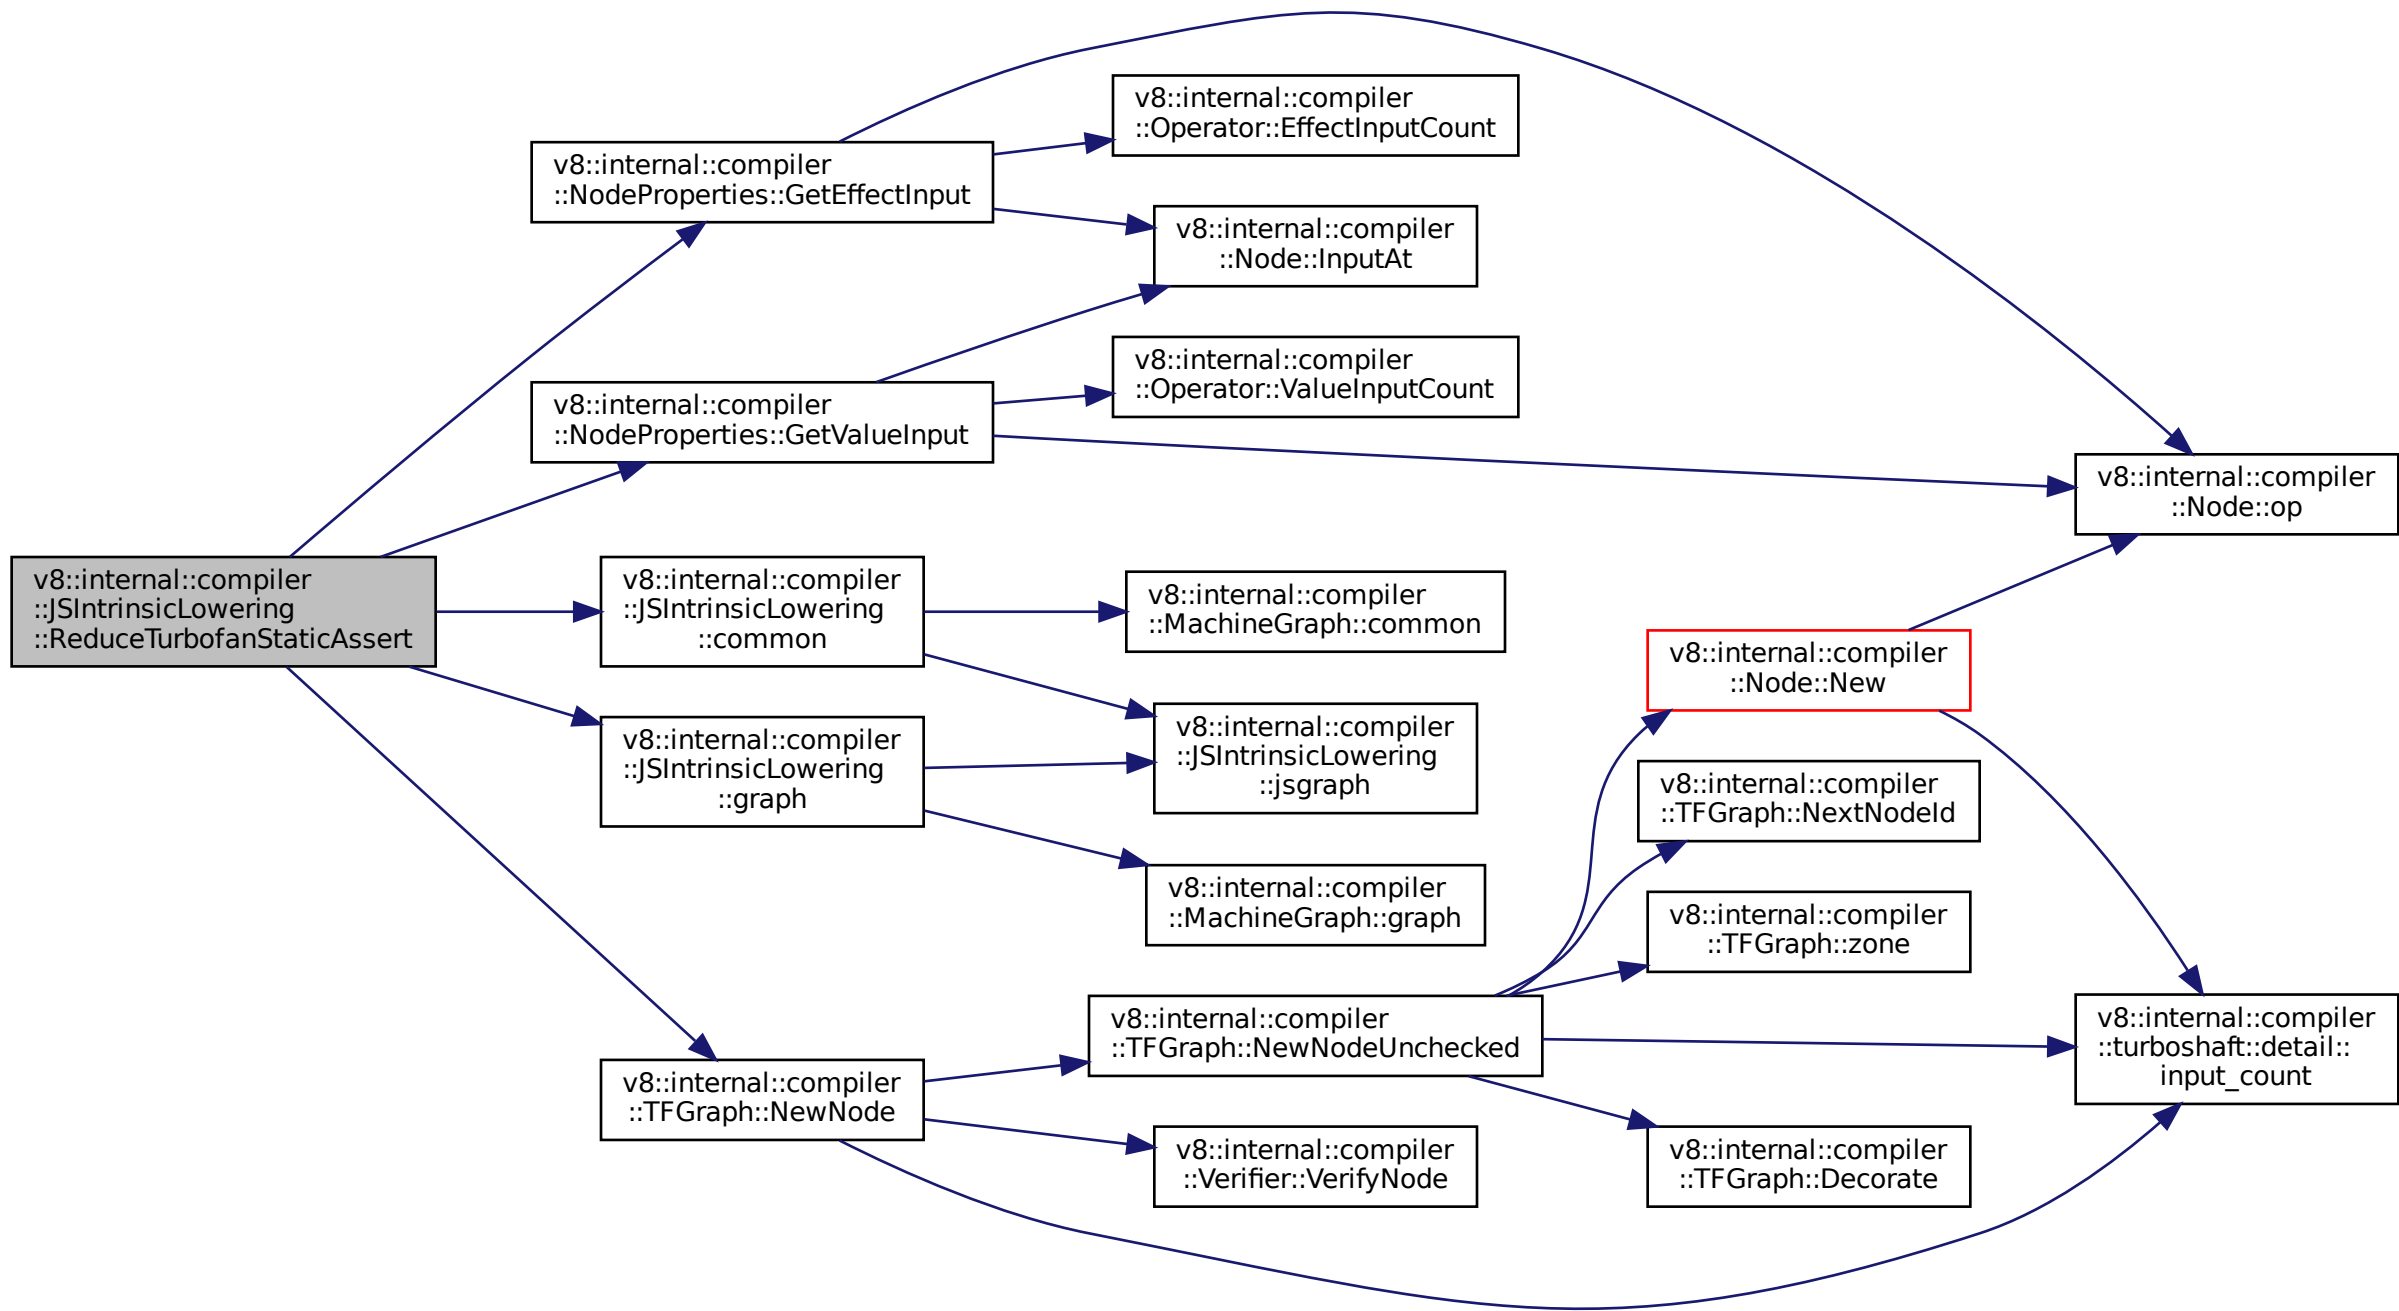 v8::internal::compiler
::JSIntrinsicLowering
::ReduceTurbofanStaticAssert
v8::internal::compiler
::NodeProperties::GetEffectInput
v8::internal::compiler
::NodeProperties::GetValueInput
v8::internal::compiler
::JSIntrinsicLowering
::common
v8::internal::compiler
::JSIntrinsicLowering
::graph
v8::internal::compiler
::TFGraph::NewNode
v8::internal::compiler
::Operator::EffectInputCount
v8::internal::compiler
::Node::InputAt
v8::internal::compiler
::Operator::ValueInputCount
v8::internal::compiler
::MachineGraph::common
v8::internal::compiler
::JSIntrinsicLowering
::jsgraph
v8::internal::compiler
::MachineGraph::graph
v8::internal::compiler
::TFGraph::NewNodeUnchecked
v8::internal::compiler
::Verifier::VerifyNode
v8::internal::compiler
::Node::New
v8::internal::compiler
::TFGraph::NextNodeId
v8::internal::compiler
::TFGraph::zone
v8::internal::compiler
::TFGraph::Decorate
v8::internal::compiler
::Node::op
v8::internal::compiler
::turboshaft::detail::
input_count